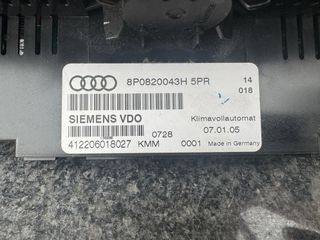 8P0820043H 5PR 14
018
SIEMENS VDO Klimavollautomat
0728 07.01.05
412206018027 KMM 0001 Made in Germany